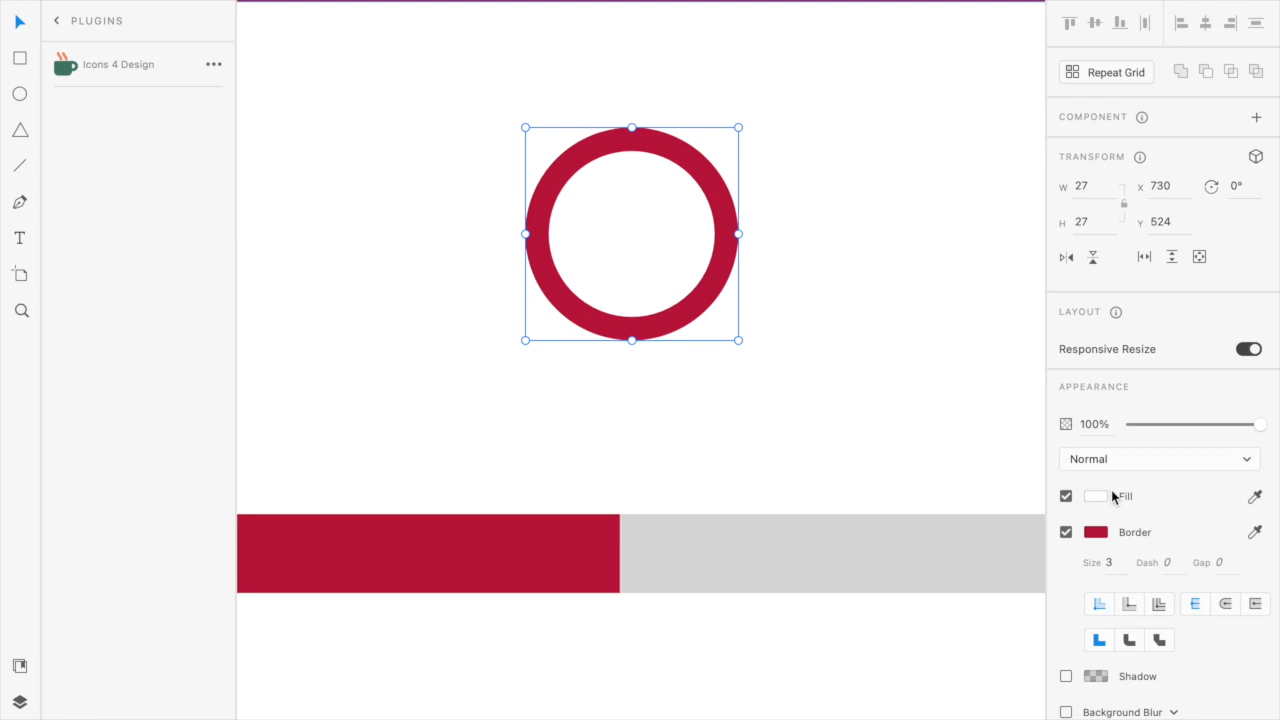 PLUGINS
Icons 4 Design
Repeat Grid
COMPONENT
TRANSFORM
W 27 X 730 0°
H 27 Y 524
LAYOUT
Responsive Resize
APPEARANCE
100%
Normal
Fill
Border
Size 3 Dash 0 Gap 0
Shadow
Background Blur